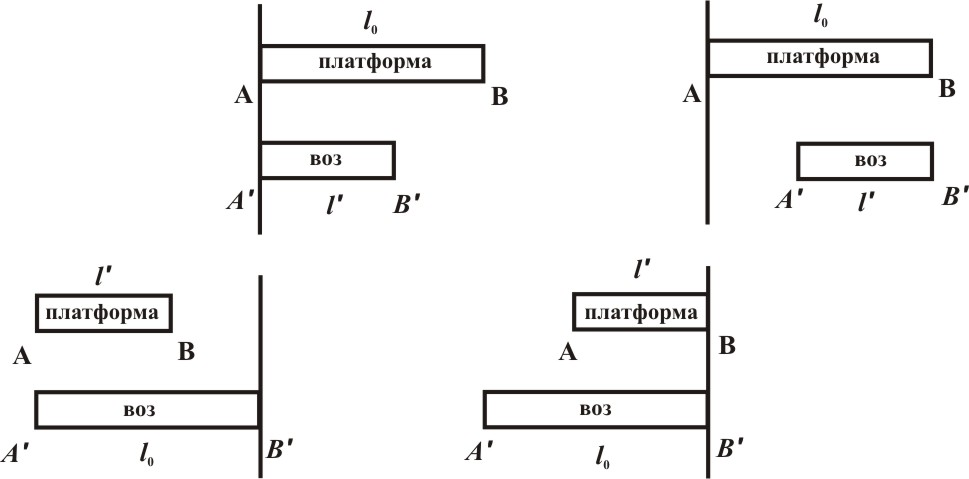 l₀
платформа
A
B
воз
A'
l'
B'
l₀
платформа
A
B
воз
A'
l'
B'
l'
платформа
A
B
воз
A'
l₀
B'
l'
платформа
A
B
воз
A'
l₀
B'